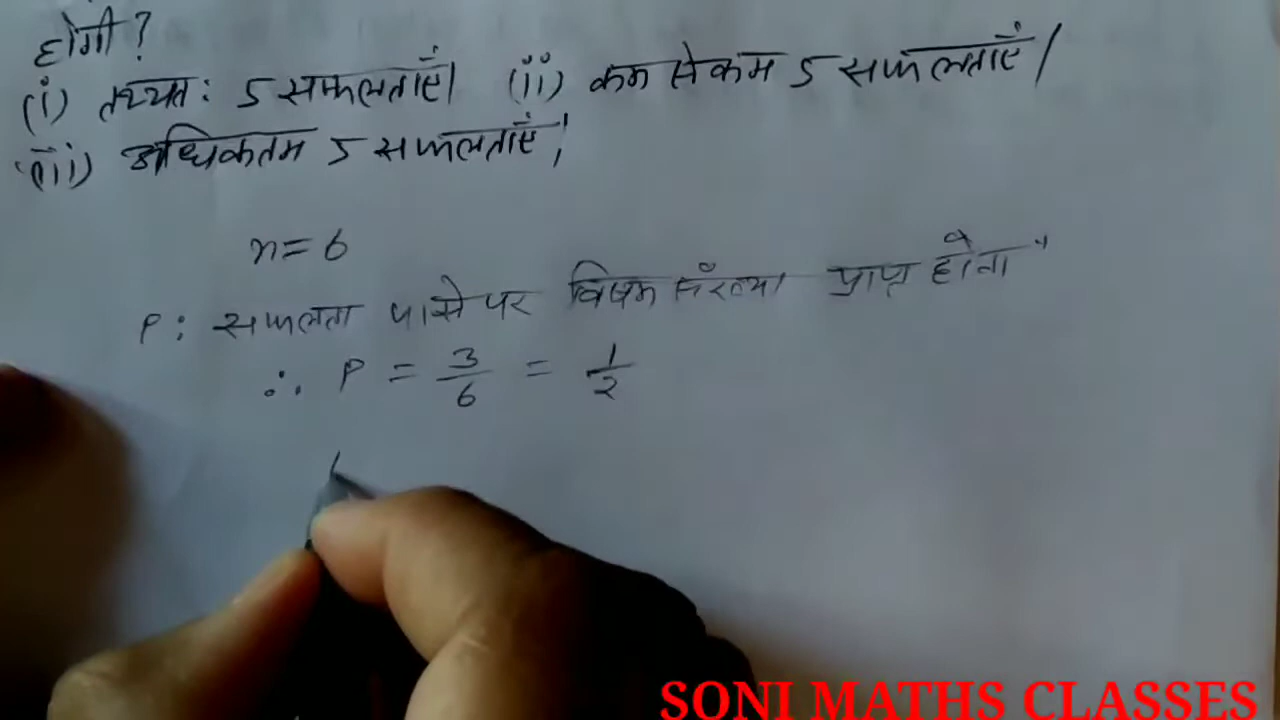 होगी ?
(i) तथ्यतः 5 सफलताएँ। (ii) कम से कम 5 सफलताएँ।
(iii) अधिकतम 5 सफलताएँ।
n = 6
P : सफलता पासे पर विषम संख्या प्राप्त होना"
∴ P = 3/6 = 1/2
SONI MATHS CLASSES